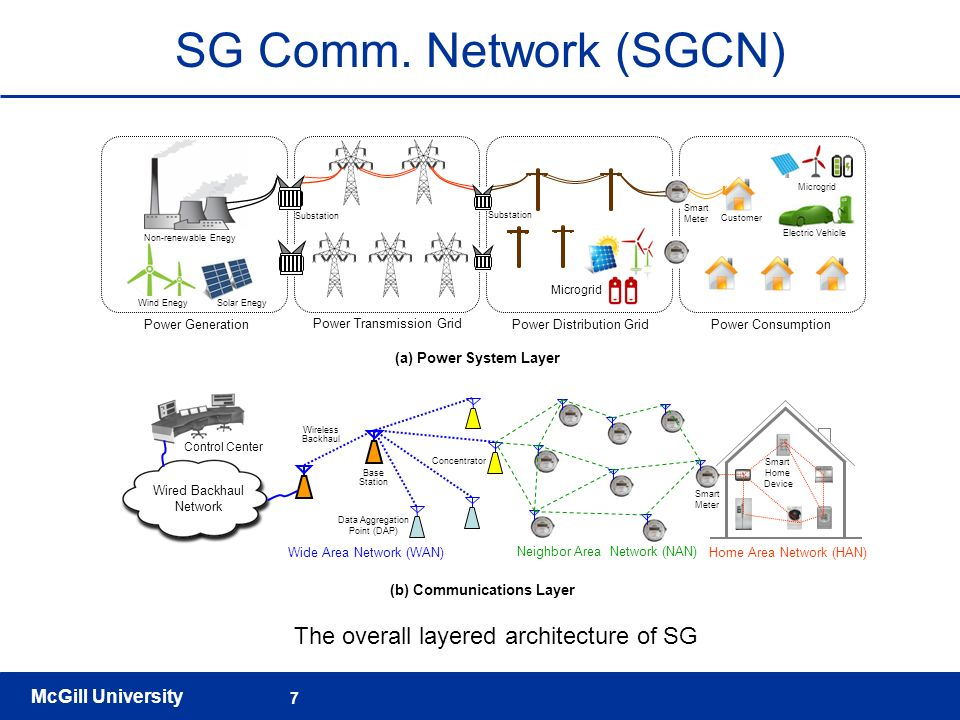 SG Comm. Network (SGCN)
Substation
Substation
Smart
Meter
Customer
Microgrid
Electric Vehicle
Non-renewable Enegy
Wind Enegy
Solar Enegy
Microgrid
Power Generation
Power Transmission Grid
Power Distribution Grid
Power Consumption
(a) Power System Layer
Control Center
Wired Backhaul
Network
Wireless
Backhaul
Base
Station
Concentrator
Data Aggregation
Point (DAP)
Smart
Meter
Smart
Home
Device
Wide Area Network (WAN)
Neighbor Area Network (NAN)
Home Area Network (HAN)
(b) Communications Layer
The overall layered architecture of SG
McGill University
7